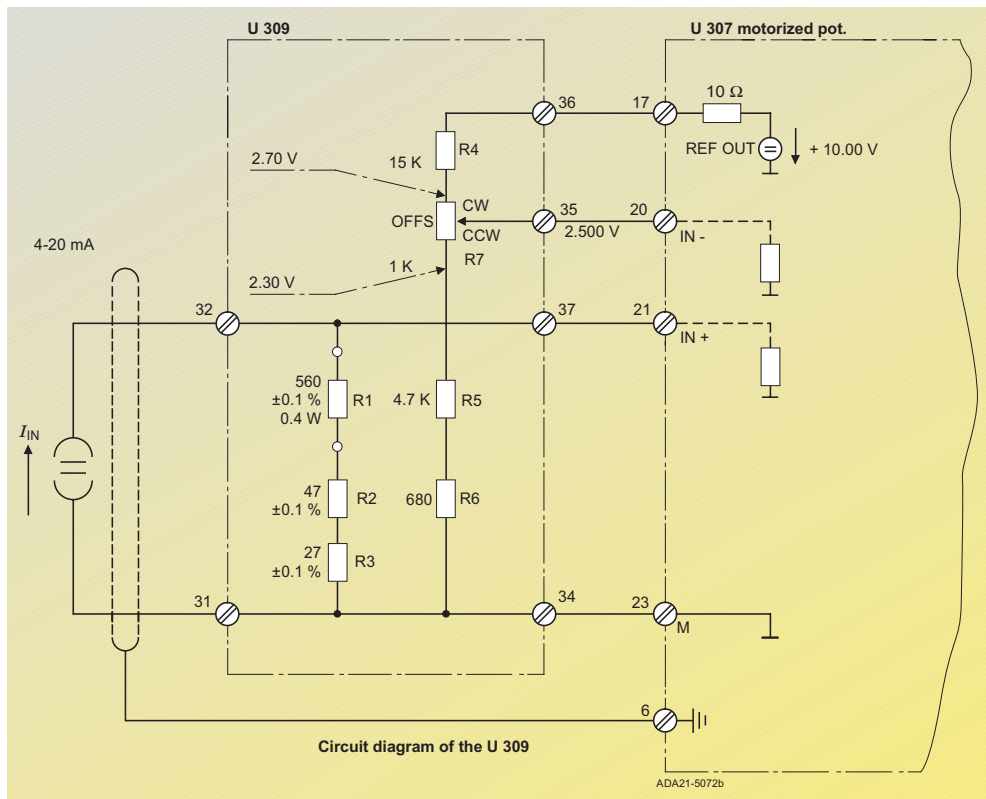 U 309
U 307 motorized pot.
10 Ω
36
17
R4
REF OUT
+ 10.00 V
2.70 V
15 K
CW
OFFS
CCW
35
2.500 V
20
IN -
R7
4-20 mA
1 K
2.30 V
32
37
21
IN +
560
±0.1 %
0.4 W
R1
4.7 K
R5
IIN
47
±0.1 %
R2
680
R6
27
±0.1 %
R3
31
34
23
M
6
Circuit diagram of the U 309
ADA21-5072b